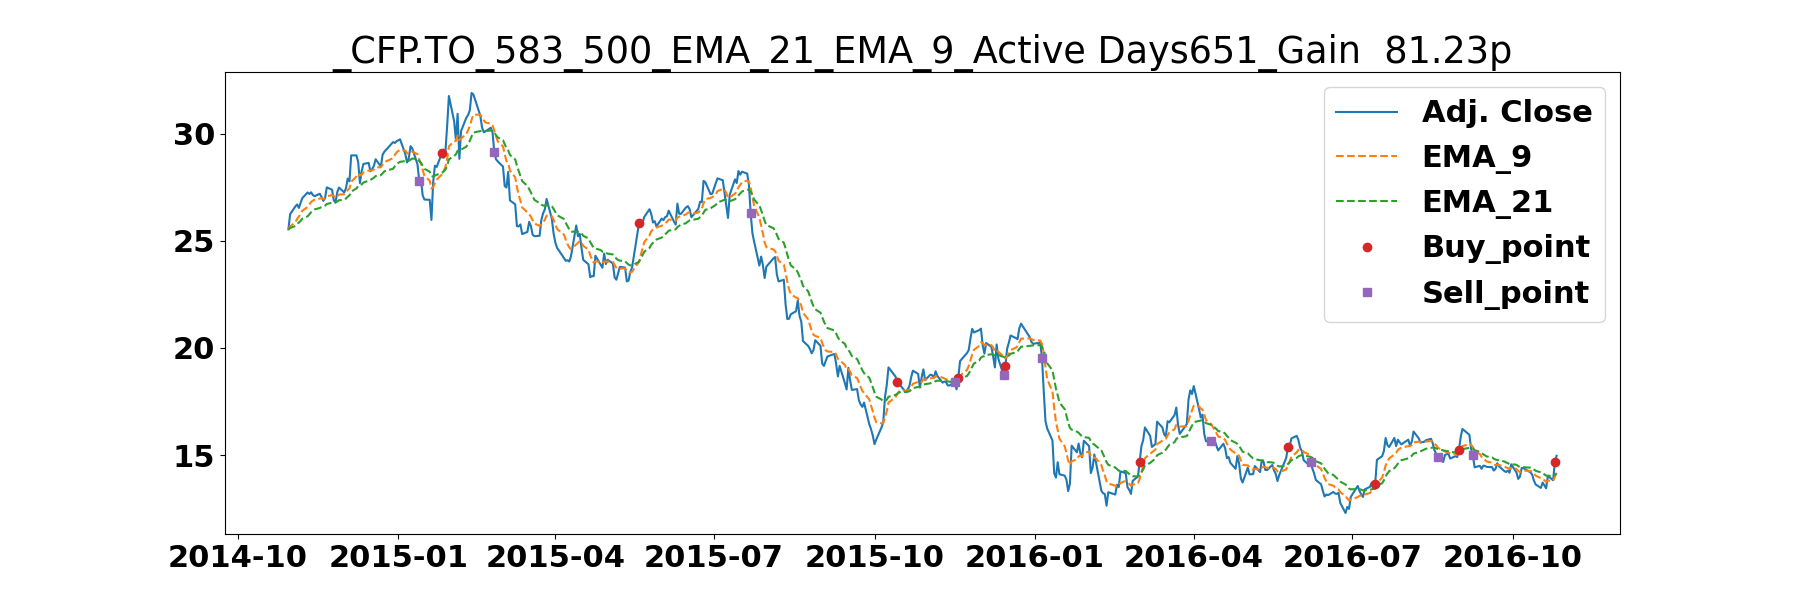 _CFP.TO_583_500_EMA_21_EMA_9_Active Days651_Gain  81.23p
30
25
20
15
Adj. Close
EMA_9
EMA_21
Buy_point
Sell_point
2014-10 2015-01 2015-04 2015-07 2015-10 2016-01 2016-04 2016-07 2016-10